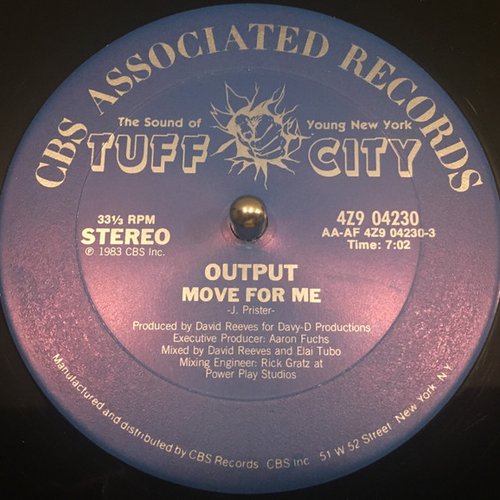 CBS ASSOCIATED RECORDS
The Sound of Young New York
TUFF CITY
33⅓ RPM
STEREO
℗ 1983 CBS Inc.
4Z9 04230
AA-AF 4Z9 04230-3
Time: 7:02
OUTPUT
MOVE FOR ME
-J. Prister-
Produced by David Reeves for Davy-D Productions
Executive Producer: Aaron Fuchs
Mixed by David Reeves and Elai Tubo
Mixing Engineer: Rick Gratz at
Power Play Studios
Manufactured and distributed by CBS Records CBS Inc 51 W 52 Street New York, N.Y.